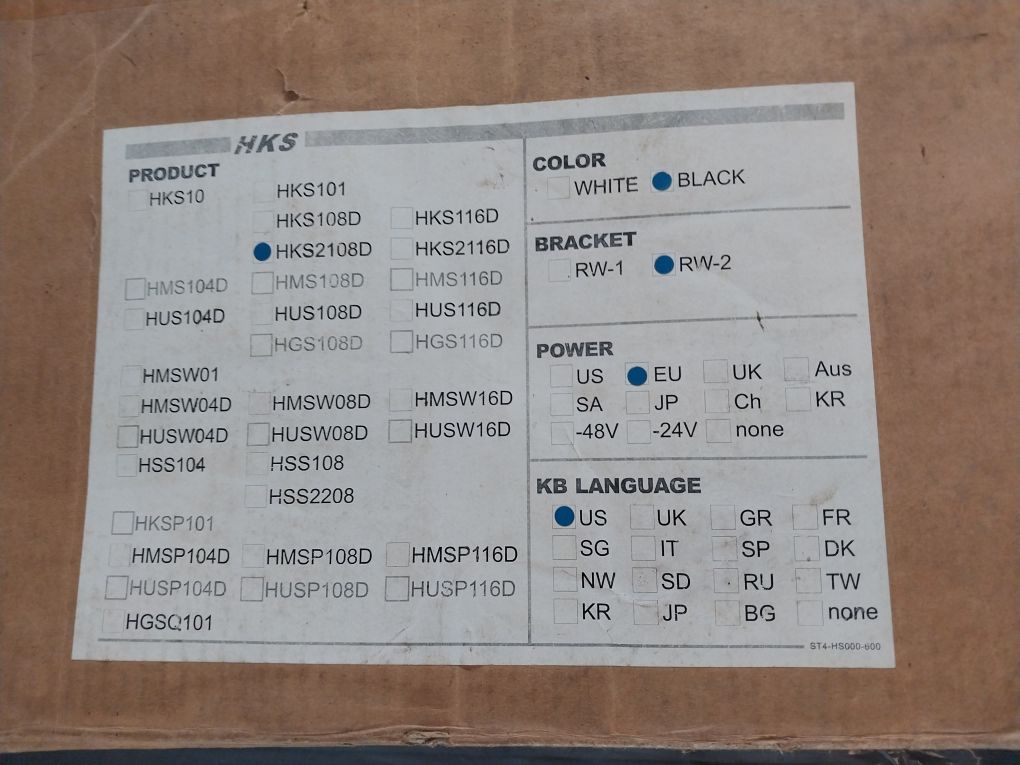 HKS
PRODUCT
HKS10 HKS101
HKS108D HKS116D
HKS2108D HKS2116D
HMS104D HMS108D HMS116D
HUS104D HUS108D HUS116D
HGS108D HGS116D
HMSW01
HMSW04D HMSW08D HMSW16D
HUSW04D HUSW08D HUSW16D
HSS104 HSS108
HSS2208
HKSP101
HMSP104D HMSP108D HMSP116D
HUSP104D HUSP108D HUSP116D
HGSQ101
COLOR
WHITE BLACK
BRACKET
RW-1 RW-2
POWER
US EU UK Aus
SA JP Ch KR
-48V -24V none
KB LANGUAGE
US UK GR FR
SG IT SP DK
NW SD RU TW
KR JP BG none
ST4-HS000-600